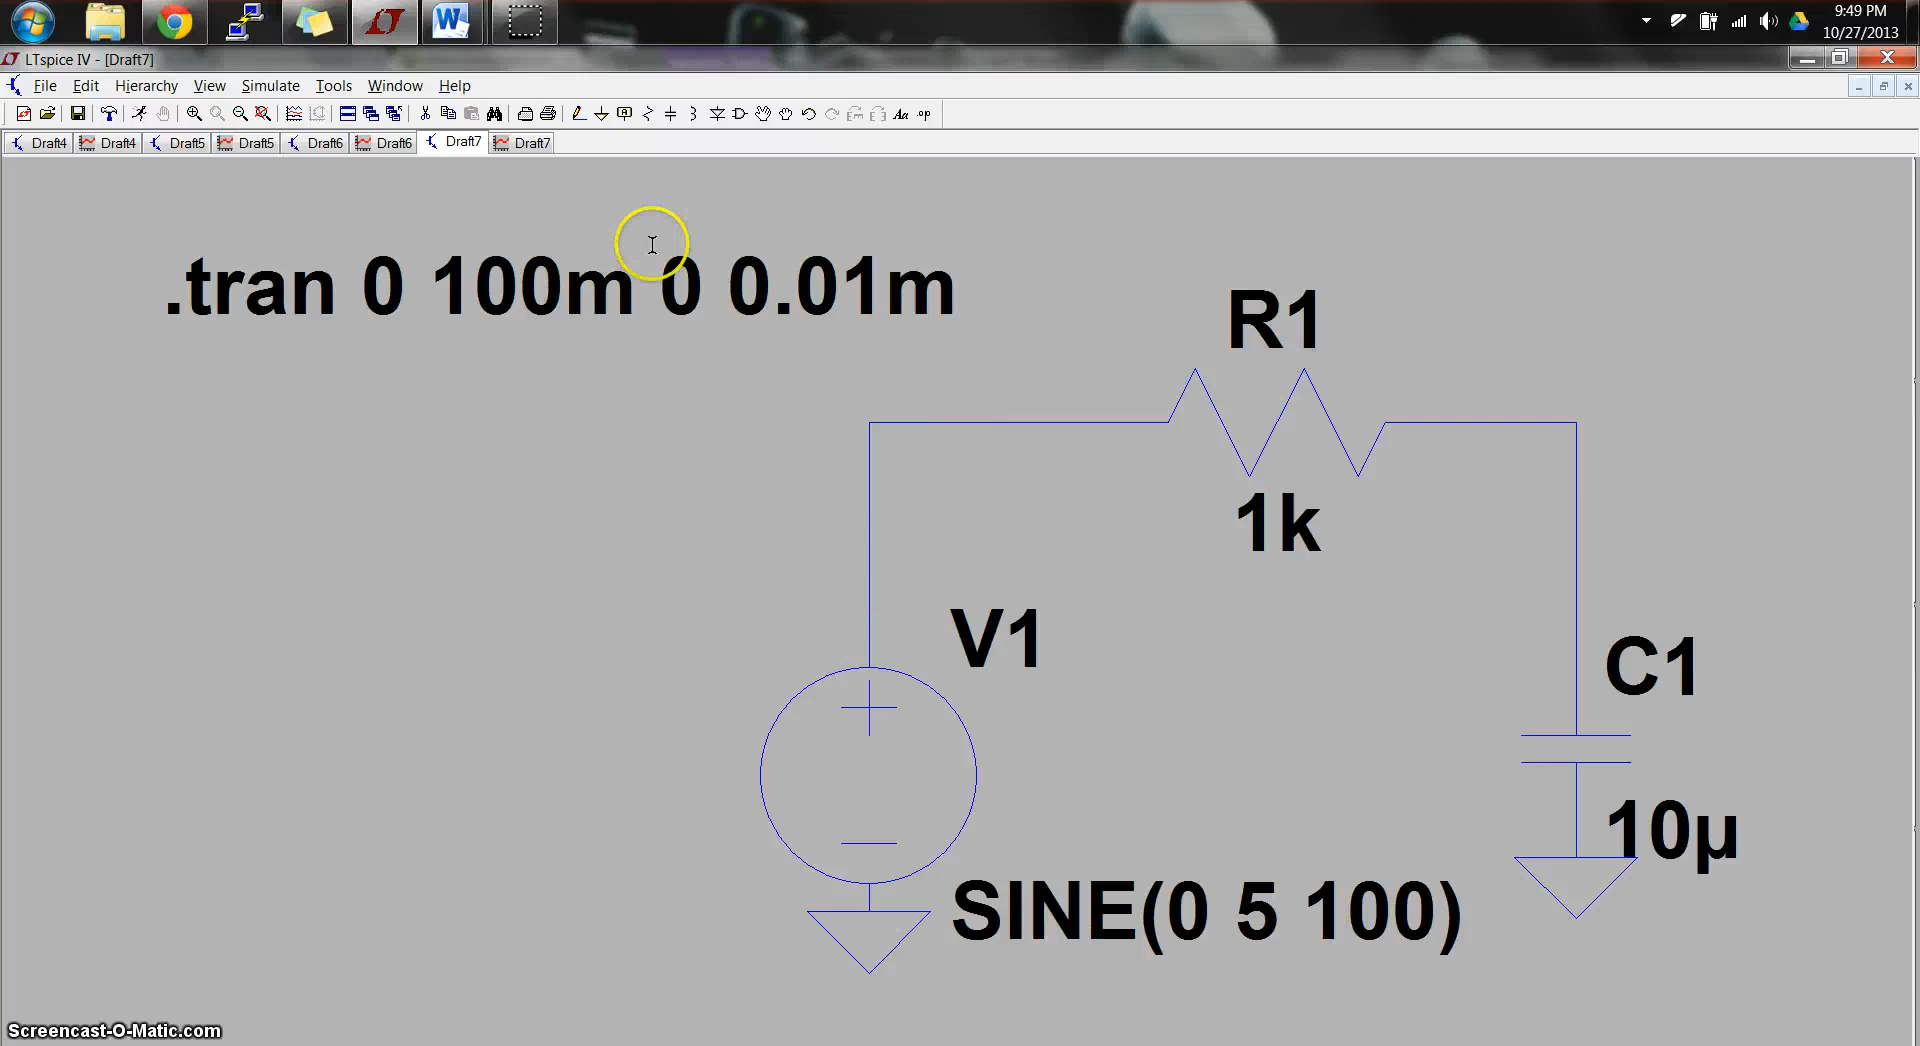 9:49 PM
10/27/2013
LTspice IV - [Draft7]
File Edit Hierarchy View Simulate Tools Window Help
Aa .op
Draft4 Draft4 Draft5 Draft5 Draft6 Draft6 Draft7 Draft7
.tran 0 100m 0 0.01m
R1
1k
V1
C1
10µ
SINE(0 5 100)
Screencast-O-Matic.com